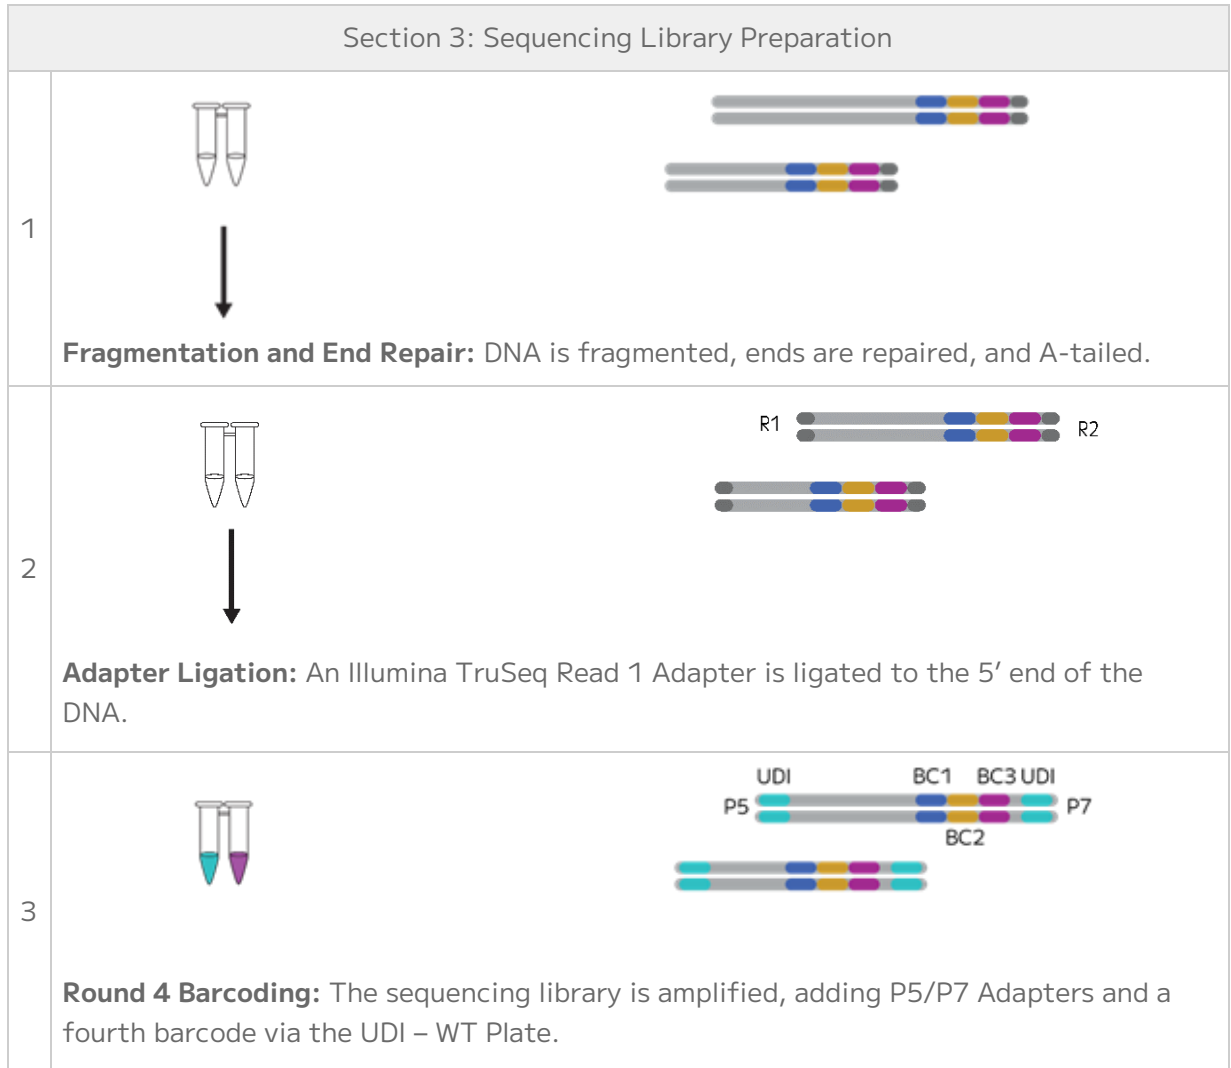 Section 3: Sequencing Library Preparation
1
Fragmentation and End Repair: DNA is fragmented, ends are repaired, and A-tailed.
2
R1
R2
Adapter Ligation: An Illumina TruSeq Read 1 Adapter is ligated to the 5′ end of the
DNA.
3
UDI BC1 BC3 UDI
P5 P7
BC2
Round 4 Barcoding: The sequencing library is amplified, adding P5/P7 Adapters and a
fourth barcode via the UDI – WT Plate.